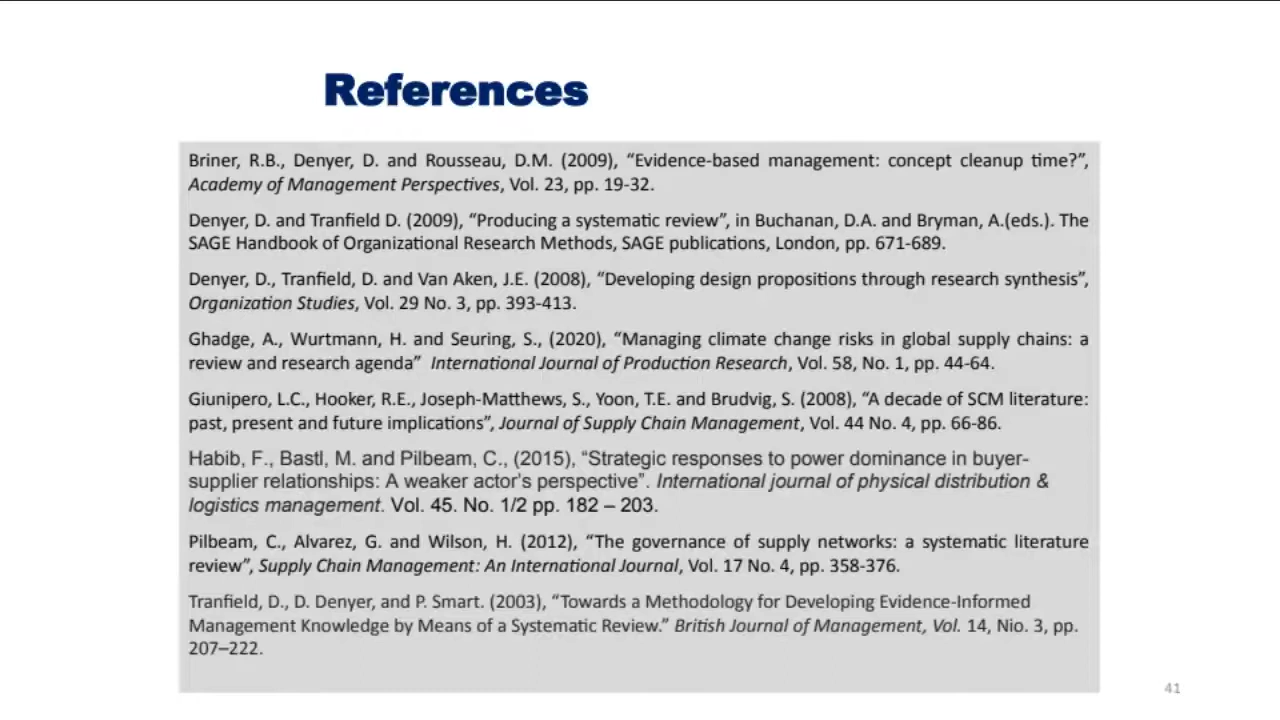 References
Briner, R.B., Denyer, D. and Rousseau, D.M. (2009), “Evidence-based management: concept cleanup time?”,
Academy of Management Perspectives, Vol. 23, pp. 19-32.
Denyer, D. and Tranfield D. (2009), “Producing a systematic review”, in Buchanan, D.A. and Bryman, A.(eds.). The
SAGE Handbook of Organizational Research Methods, SAGE publications, London, pp. 671-689.
Denyer, D., Tranfield, D. and Van Aken, J.E. (2008), “Developing design propositions through research synthesis”,
Organization Studies, Vol. 29 No. 3, pp. 393-413.
Ghadge, A., Wurtmann, H. and Seuring, S., (2020), “Managing climate change risks in global supply chains: a
review and research agenda” International Journal of Production Research, Vol. 58, No. 1, pp. 44-64.
Giunipero, L.C., Hooker, R.E., Joseph-Matthews, S., Yoon, T.E. and Brudvig, S. (2008), “A decade of SCM literature:
past, present and future implications”, Journal of Supply Chain Management, Vol. 44 No. 4, pp. 66-86.
Habib, F., Bastl, M. and Pilbeam, C., (2015), “Strategic responses to power dominance in buyer-
supplier relationships: A weaker actor’s perspective”. International journal of physical distribution &
logistics management. Vol. 45. No. 1/2 pp. 182 – 203.
Pilbeam, C., Alvarez, G. and Wilson, H. (2012), “The governance of supply networks: a systematic literature
review”, Supply Chain Management: An International Journal, Vol. 17 No. 4, pp. 358-376.
Tranfield, D., D. Denyer, and P. Smart. (2003), “Towards a Methodology for Developing Evidence-Informed
Management Knowledge by Means of a Systematic Review.” British Journal of Management, Vol. 14, Nio. 3, pp.
207–222.
41